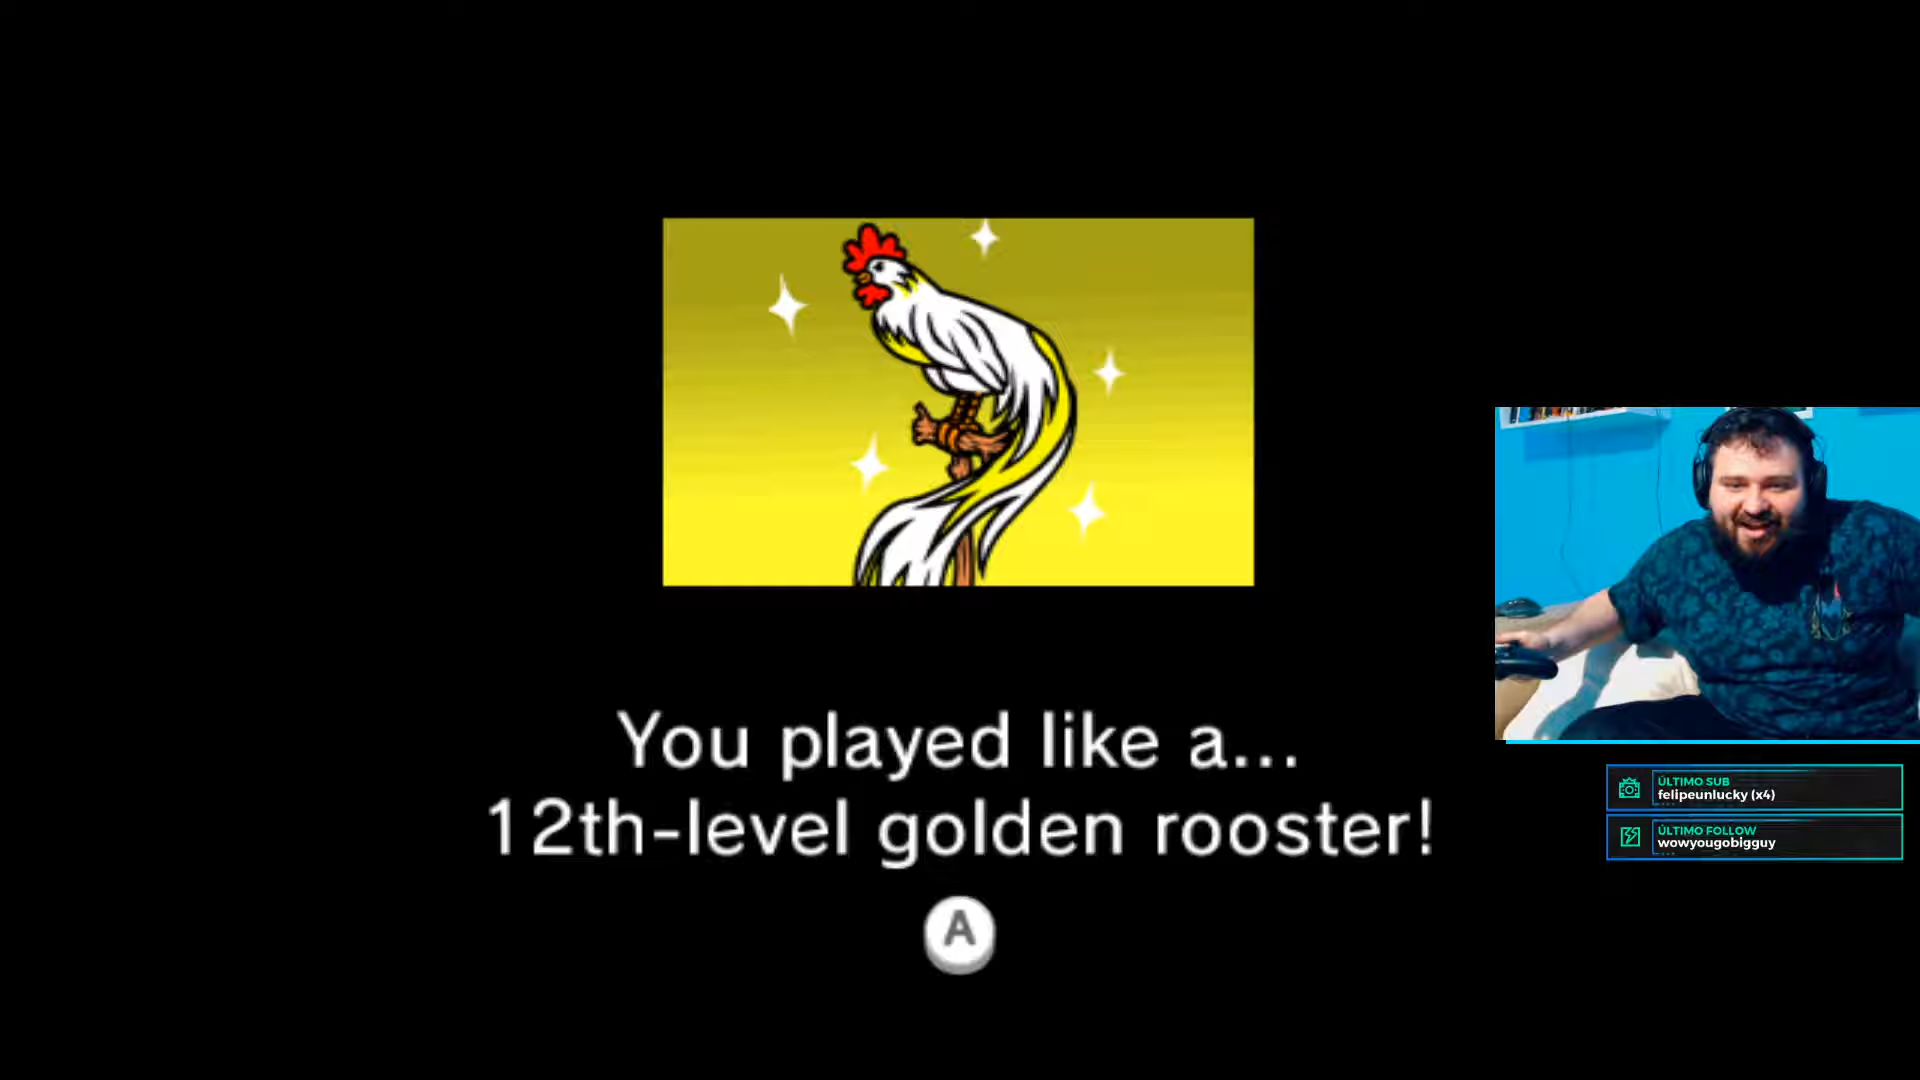 You played like a...
12th-level golden rooster!
A
ÚLTIMO SUB
felipeunlucky (x4)
ÚLTIMO FOLLOW
wowyougobigguy